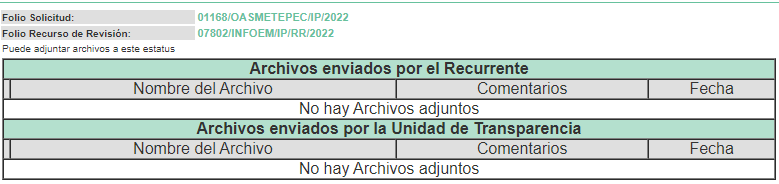 Folio Solicitud: 01168/OASMETEPEC/IP/2022
Folio Recurso de Revisión: 07802/INFOEM/IP/RR/2022
Puede adjuntar archivos a este estatus
Archivos enviados por el Recurrente
Nombre del Archivo Comentarios Fecha
No hay Archivos adjuntos
Archivos enviados por la Unidad de Transparencia
Nombre del Archivo Comentarios Fecha
No hay Archivos adjuntos